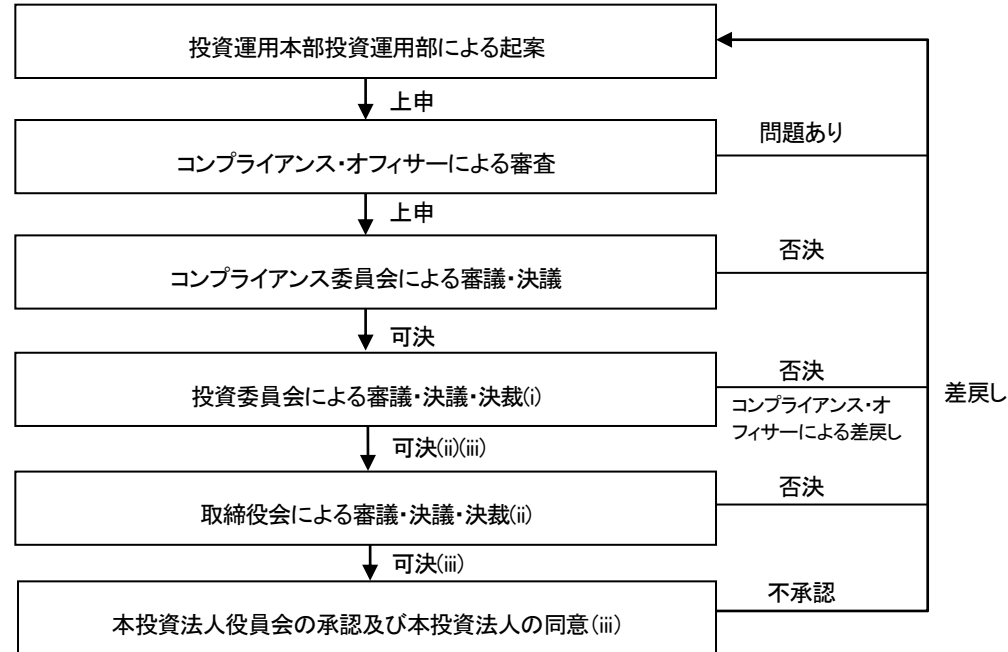 投資運用本部投資運用部による起案
上申
問題あり
コンプライアンス・オフィサーによる審査
上申
否決
コンプライアンス委員会による審議・決議
可決
否決
投資委員会による審議・決議・決裁(i)
コンプライアンス・オ
フィサーによる差戻し
差戻し
可決(ii)(iii)
否決
取締役会による審議・決議・決裁(ii)
可決(iii)
不承認
本投資法人役員会の承認及び本投資法人の同意(iii)